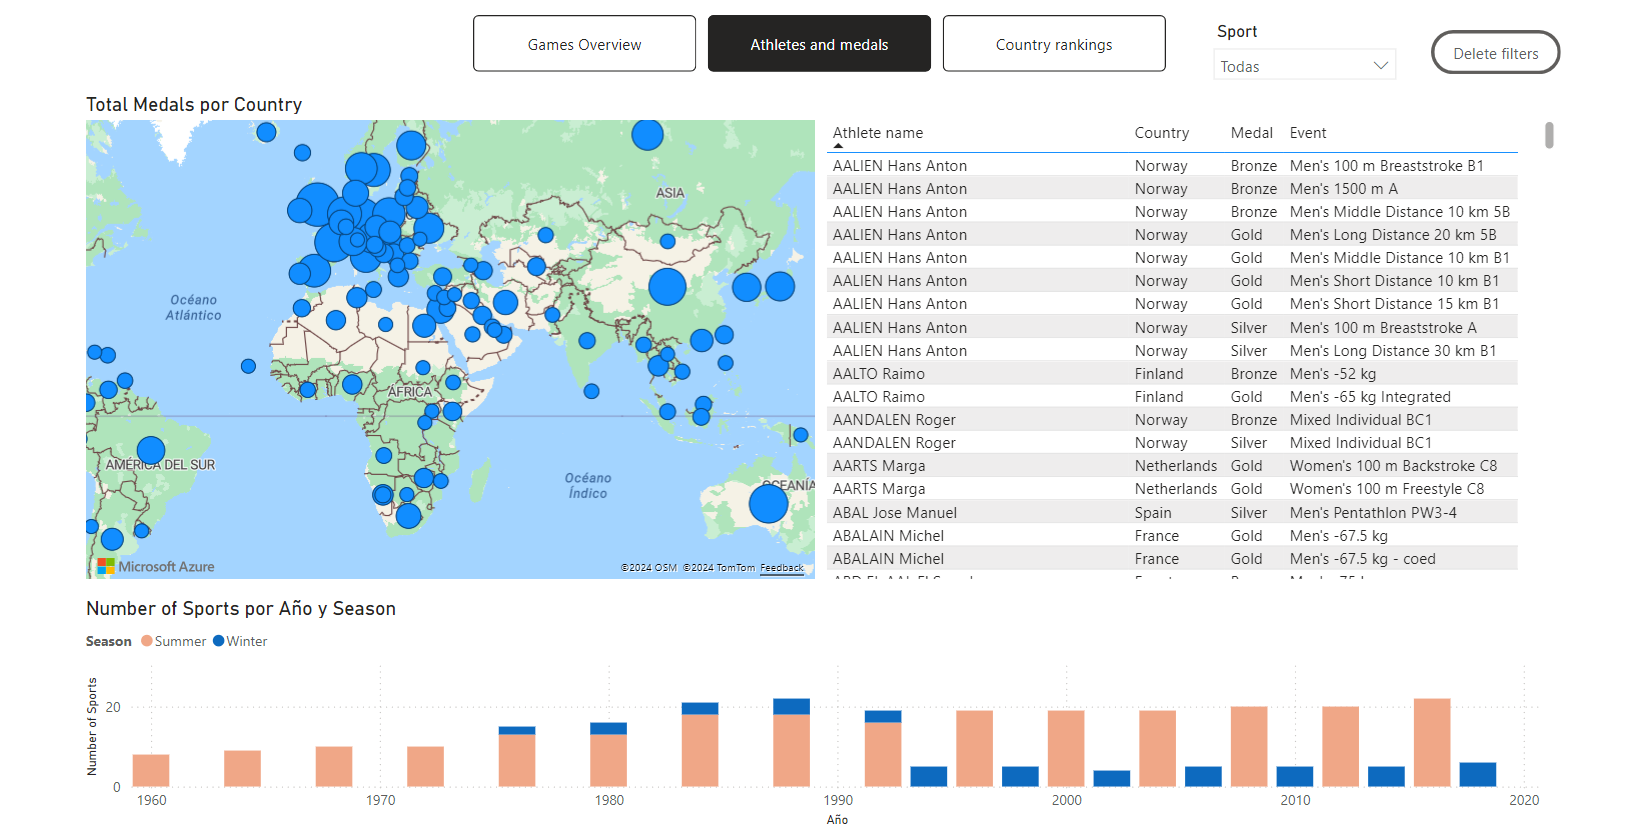 Games Overview
Athletes and medals
Country rankings
Sport
Todas
Delete filters
Total Medals por Country
ASIA
Océano
Atlántico
ÁFRICA
AMÉRICA DEL SUR
Océano
Índico
OCEANÍA
Microsoft Azure
©2024 OSM ©2024 TomTom Feedback
Athlete name Country Medal Event
AALIEN Hans Anton Norway Bronze Men's 100 m Breaststroke B1
AALIEN Hans Anton Norway Bronze Men's 1500 m A
AALIEN Hans Anton Norway Bronze Men's Middle Distance 10 km 5B
AALIEN Hans Anton Norway Gold Men's Long Distance 20 km 5B
AALIEN Hans Anton Norway Gold Men's Middle Distance 10 km B1
AALIEN Hans Anton Norway Gold Men's Short Distance 10 km B1
AALIEN Hans Anton Norway Gold Men's Short Distance 15 km B1
AALIEN Hans Anton Norway Silver Men's 100 m Breaststroke A
AALIEN Hans Anton Norway Silver Men's Long Distance 30 km B1
AALTO Raimo Finland Bronze Men's -52 kg
AALTO Raimo Finland Gold Men's -65 kg Integrated
AANDALEN Roger Norway Bronze Mixed Individual BC1
AANDALEN Roger Norway Silver Mixed Individual BC1
AARTS Marga Netherlands Gold Women's 100 m Backstroke C8
AARTS Marga Netherlands Gold Women's 100 m Freestyle C8
ABAL Jose Manuel Spain Silver Men's Pentathlon PW3-4
ABALAIN Michel France Gold Men's -67.5 kg
ABALAIN Michel France Gold Men's -67.5 kg - coed
Number of Sports por Año y Season
Season Summer Winter
Number of Sports
20
0
1960 1970 1980 1990 2000 2010 2020
Año